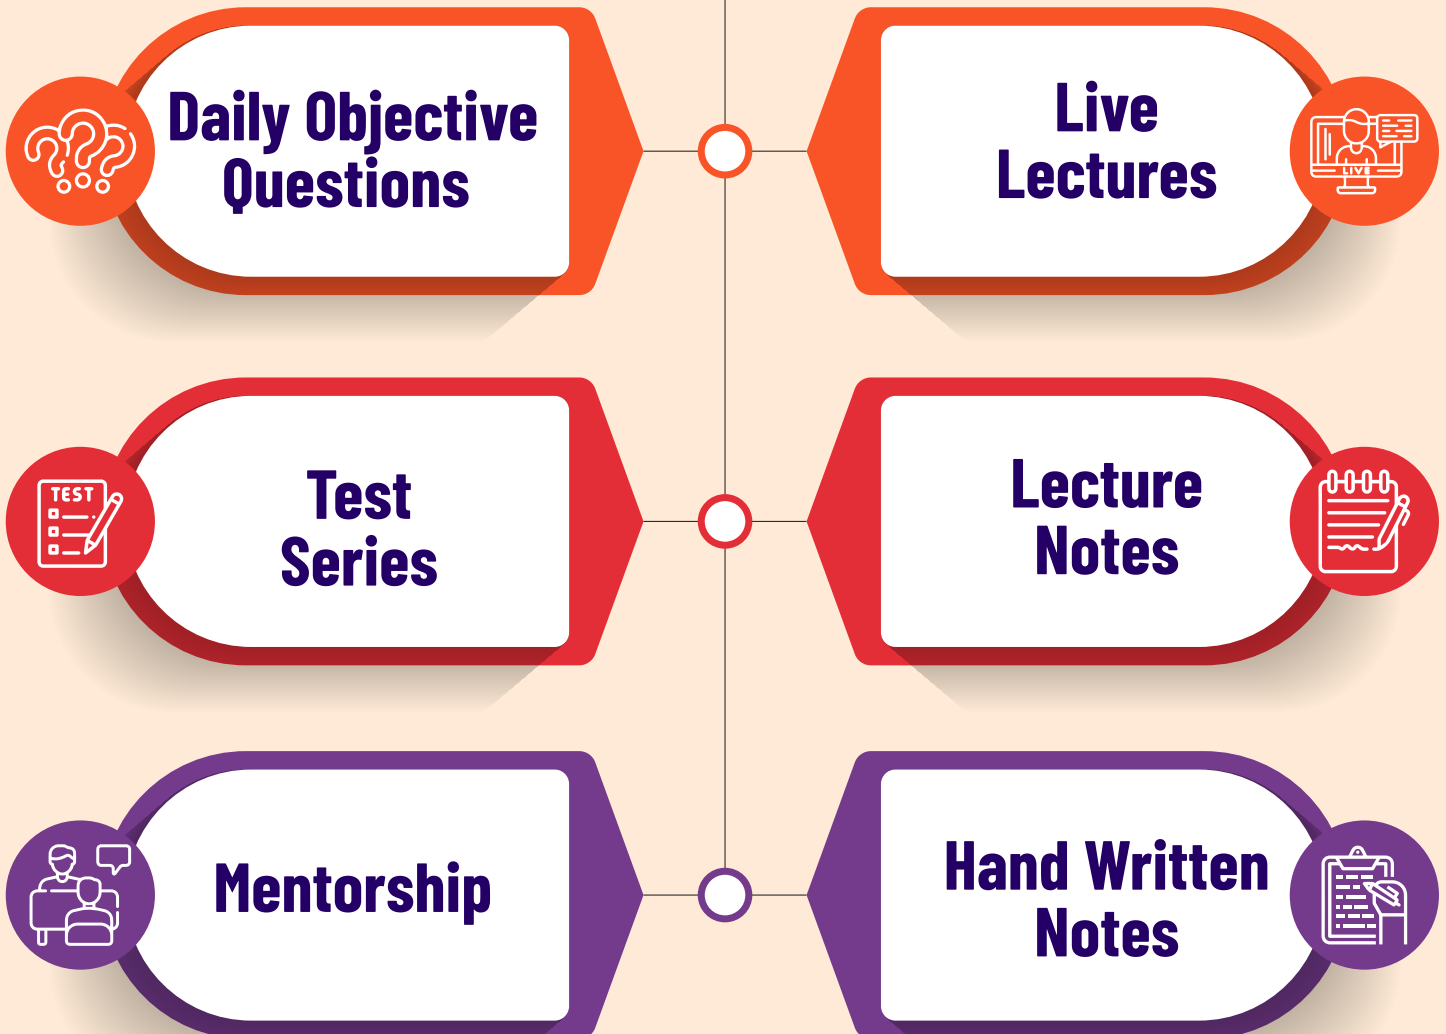 Daily Objective
Questions
Live
Lectures
LIVE
TEST
Test
Series
Lecture
Notes
Mentorship
Hand Written
Notes